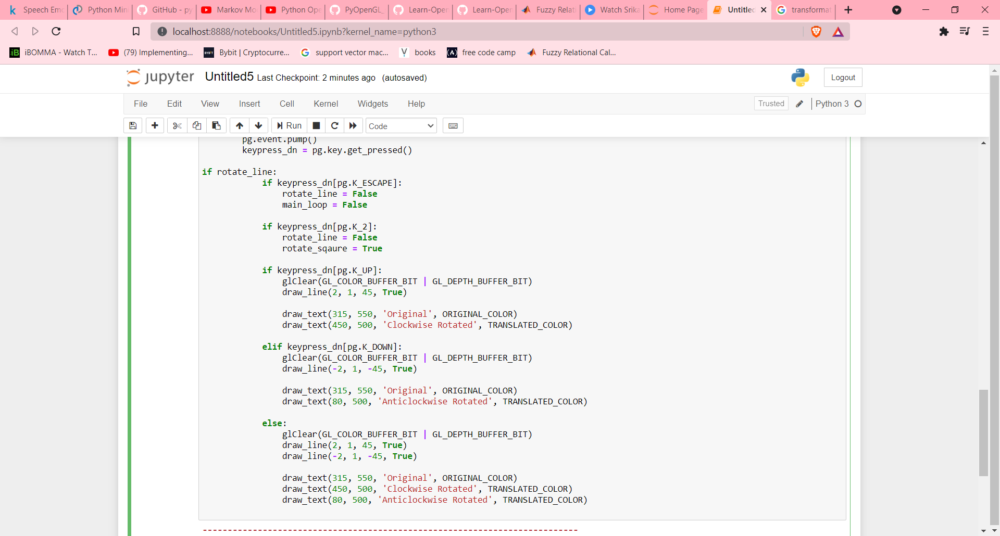 Speech Emo
Python Mini
GitHub - py
Markov Mo
Python Ope
PyOpenGL_
Learn-Open
Learn-Open
Fuzzy Relati
Watch Srika
Home Page
Untitled
transformat
localhost:8888/notebooks/Untitled5.ipynb?kernel_name=python3
iBOMMA - Watch T...
(79) Implementing...
Bybit | Cryptocurre...
support vector mac...
books
free code camp
Fuzzy Relational Cal...
jupyter Untitled5 Last Checkpoint: 2 minutes ago (autosaved)
Logout
File Edit View Insert Cell Kernel Widgets Help
Trusted
Python 3
Run
Code
pg.event.pump()
keypress_dn = pg.key.get_pressed()
if rotate_line:
if keypress_dn[pg.K_ESCAPE]:
rotate_line = False
main_loop = False
if keypress_dn[pg.K_2]:
rotate_line = False
rotate_sqaure = True
if keypress_dn[pg.K_UP]:
glClear(GL_COLOR_BUFFER_BIT | GL_DEPTH_BUFFER_BIT)
draw_line(2, 1, 45, True)
draw_text(315, 550, 'Original', ORIGINAL_COLOR)
draw_text(450, 500, 'Clockwise Rotated', TRANSLATED_COLOR)
elif keypress_dn[pg.K_DOWN]:
glClear(GL_COLOR_BUFFER_BIT | GL_DEPTH_BUFFER_BIT)
draw_line(-2, 1, -45, True)
draw_text(315, 550, 'Original', ORIGINAL_COLOR)
draw_text(80, 500, 'Anticlockwise Rotated', TRANSLATED_COLOR)
else:
glClear(GL_COLOR_BUFFER_BIT | GL_DEPTH_BUFFER_BIT)
draw_line(2, 1, 45, True)
draw_line(-2, 1, -45, True)
draw_text(315, 550, 'Original', ORIGINAL_COLOR)
draw_text(450, 500, 'Clockwise Rotated', TRANSLATED_COLOR)
draw_text(80, 500, 'Anticlockwise Rotated', TRANSLATED_COLOR)
---------------------------------------------------------------------------